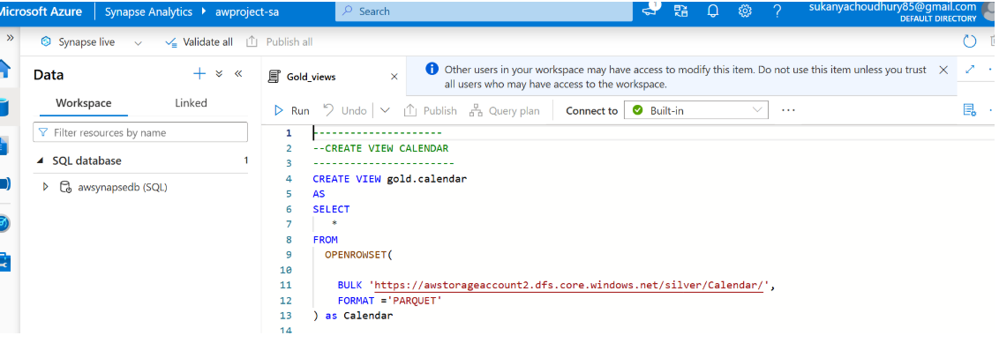 Microsoft Azure Synapse Analytics awproject-sa Search 1 sukanyachoudhury85@gmail.com
DEFAULT DIRECTORY
Synapse live Validate all Publish all
Data
Workspace Linked
Filter resources by name
SQL database 1
awsynapsedb (SQL)
Gold_views
Other users in your workspace may have access to modify this item. Do not use this item unless you trust
all users who may have access to the workspace.
Run Undo Publish Query plan Connect to Built-in
1 ----------------------
2 --CREATE VIEW CALENDAR
3 ------------------------
4 CREATE VIEW gold.calendar
5 AS
6 SELECT
7 *
8 FROM
9 OPENROWSET(
10
11 BULK 'https://awstorageaccount2.dfs.core.windows.net/silver/Calendar/',
12 FORMAT ='PARQUET'
13 ) as Calendar
14